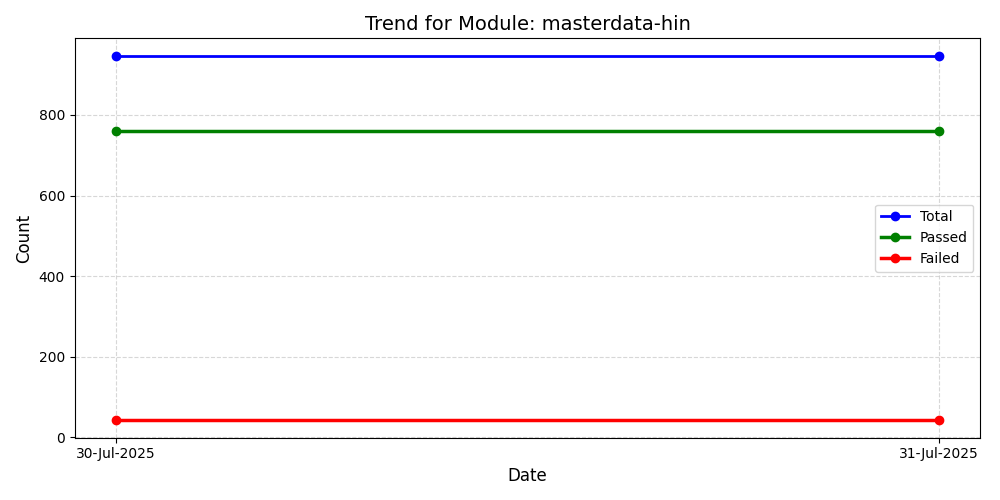 Trend for Module: masterdata-hin
Count
800
600
400
200
0
Total
Passed
Failed
30-Jul-2025
31-Jul-2025
Date